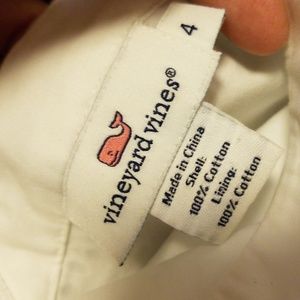 4
vineyard vines®
Made in China
Shell:
100% Cotton
Lining:
100% Cotton